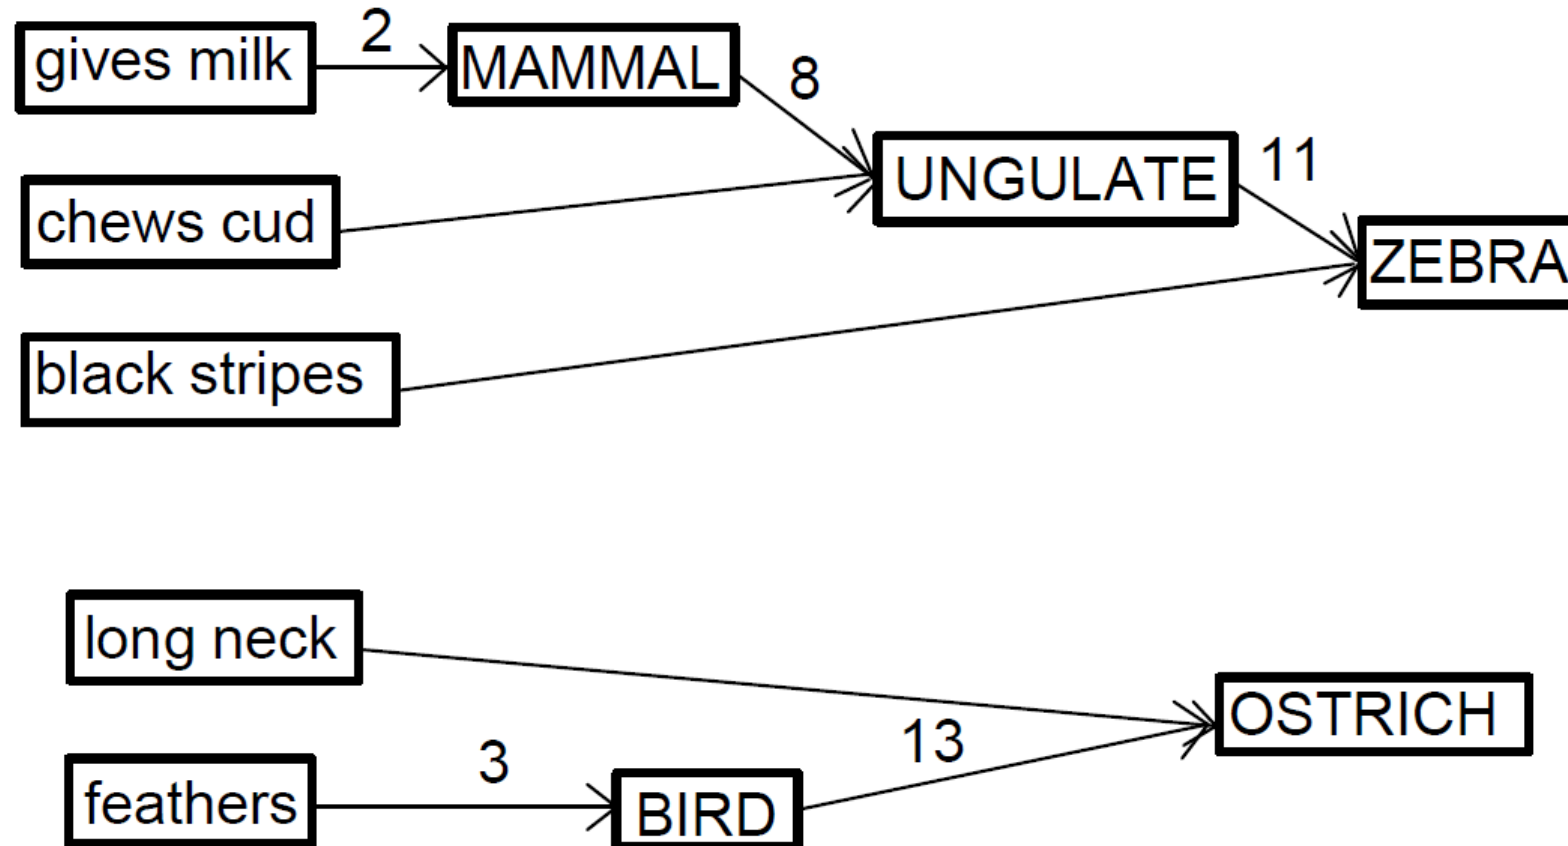 gives milk
2
MAMMAL
8
chews cud
UNGULATE
11
ZEBRA
black stripes
long neck
OSTRICH
13
feathers
3
BIRD